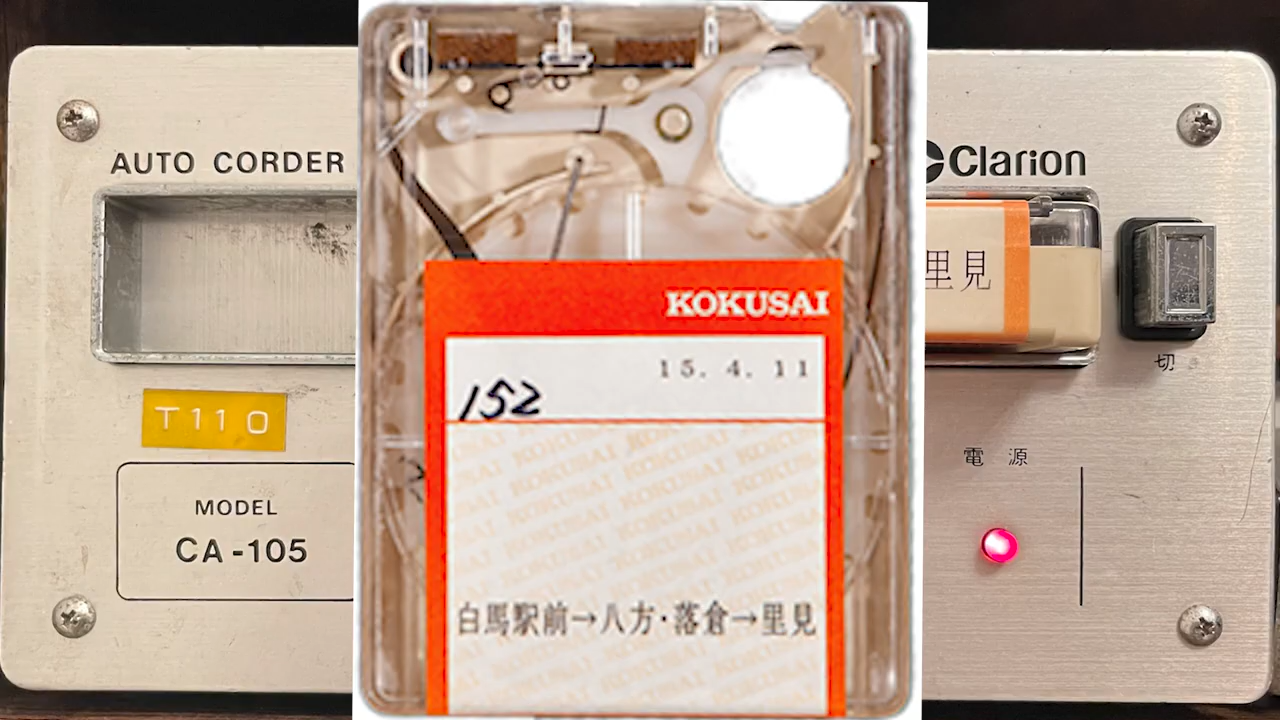 AUTO CORDER
T110
MODEL
CA-105
KOKUSAI
15. 4. 11
152
白馬駅前→八方・落倉→里見
Clarion
里見
切
電源